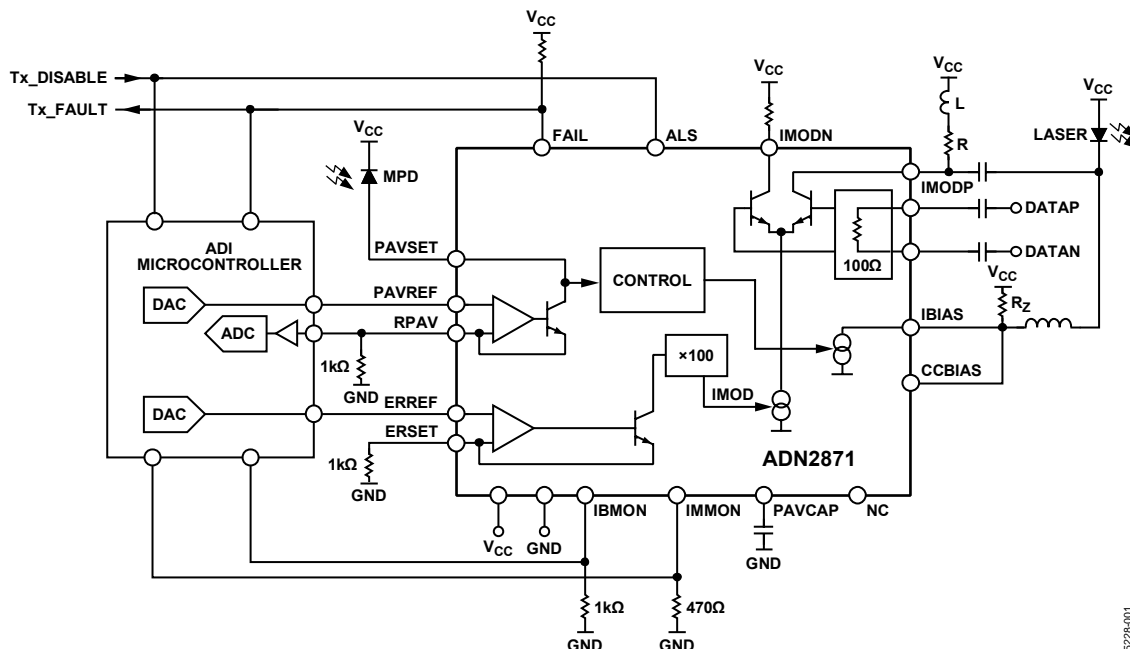 VCC
Tx_DISABLE
Tx_FAULT
VCC
VCC
VCC
VCC
L
R
LASER
FAIL
ALS
IMODN
MPD
IMODP
DATAP
DATAN
100Ω
ADI
MICROCONTROLLER
PAVSET
CONTROL
VCC
RZ
DAC
PAVREF
ADC
RPAV
IBIAS
1kΩ
GND
×100
CCBIAS
IMOD
DAC
ERREF
ERSET
1kΩ
GND
ADN2871
VCC
GND
IBMON
IMMON
PAVCAP
NC
GND
1kΩ
470Ω
GND
GND